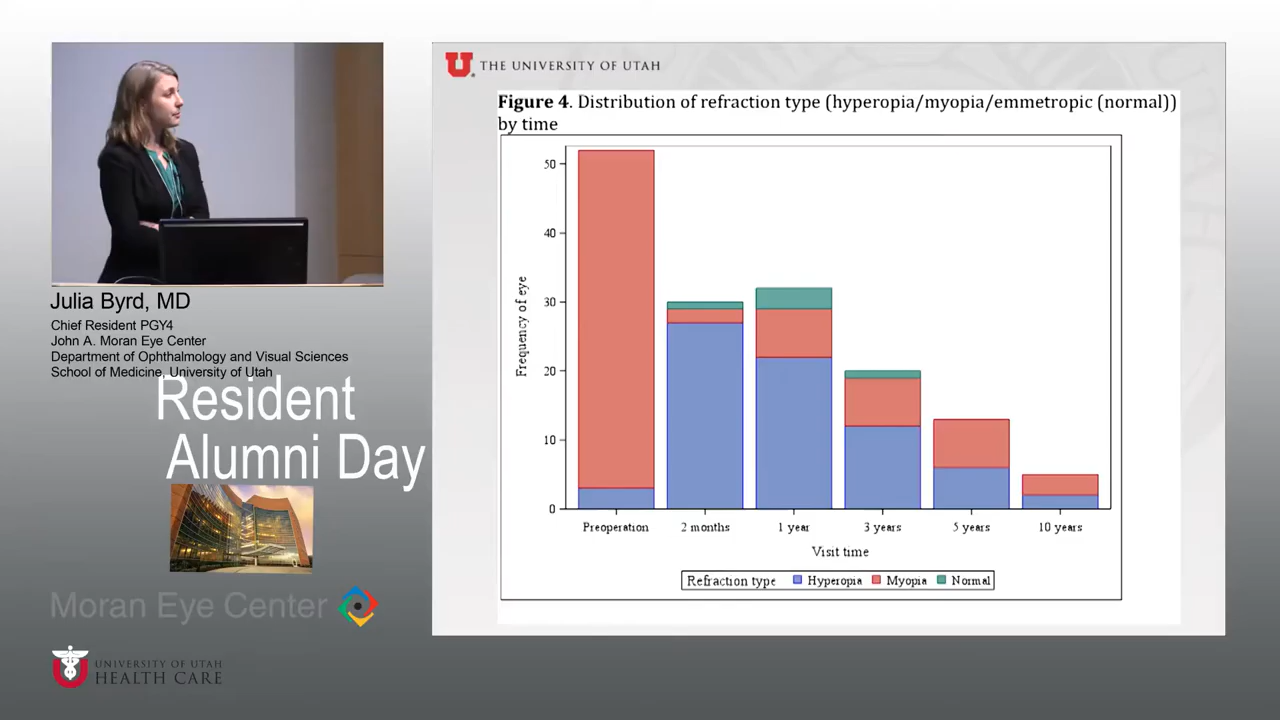 Julia Byrd, MD
Chief Resident PGY4
John A. Moran Eye Center
Department of Ophthalmology and Visual Sciences
School of Medicine, University of Utah
Resident
Alumni Day
Moran Eye Center
UNIVERSITY OF UTAH
HEALTH CARE
U THE UNIVERSITY OF UTAH
Figure 4. Distribution of refraction type (hyperopia/myopia/emmetropic (normal))
by time
Frequency of eye
50
40
30
20
10
0
Preoperation 2 months 1 year 3 years 5 years 10 years
Visit time
Refraction type Hyperopia Myopia Normal